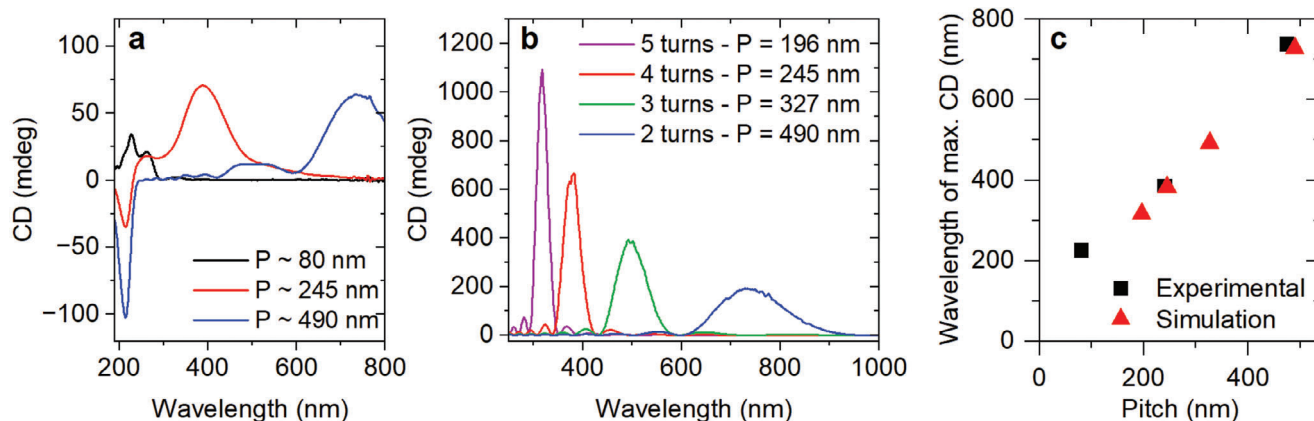 a
100
50
0
−50
−100
CD (mdeg)
P ~ 80 nm
P ~ 245 nm
P ~ 490 nm
200 400 600 800
Wavelength (nm)
b
1200
1000
800
600
400
200
0
CD (mdeg)
5 turns - P = 196 nm
4 turns - P = 245 nm
3 turns - P = 327 nm
2 turns - P = 490 nm
400 600 800 1000
Wavelength (nm)
c
800
600
400
200
0
Wavelength of max. CD (nm)
Experimental
Simulation
0 200 400
Pitch (nm)